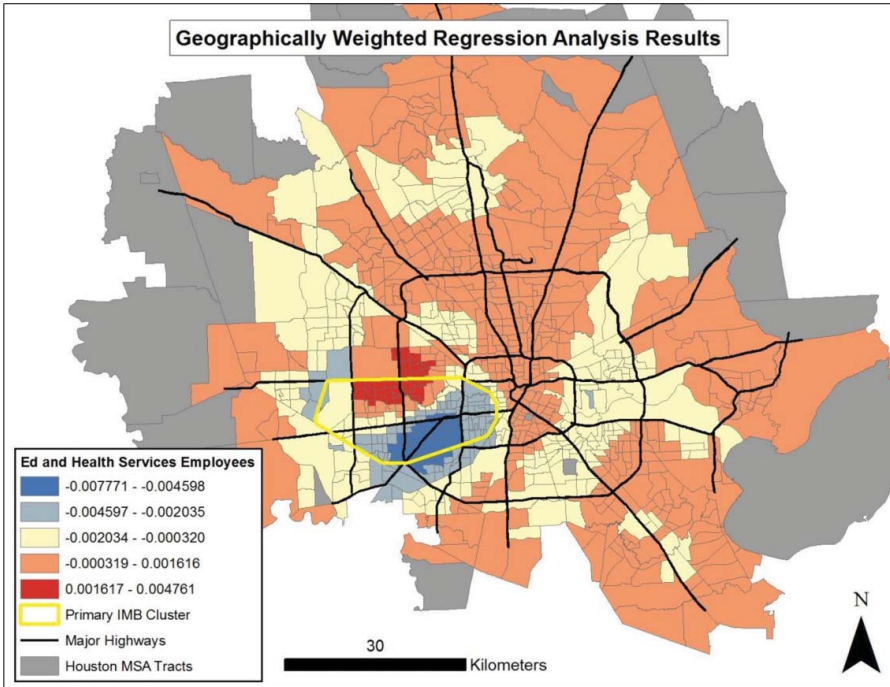 Geographically Weighted Regression Analysis Results
Ed and Health Services Employees
-0.007771 - -0.004598
-0.004597 - -0.002035
-0.002034 - -0.000320
-0.000319 - 0.001616
0.001617 - 0.004761
Primary IMB Cluster
Major Highways
Houston MSA Tracts
30
Kilometers
N